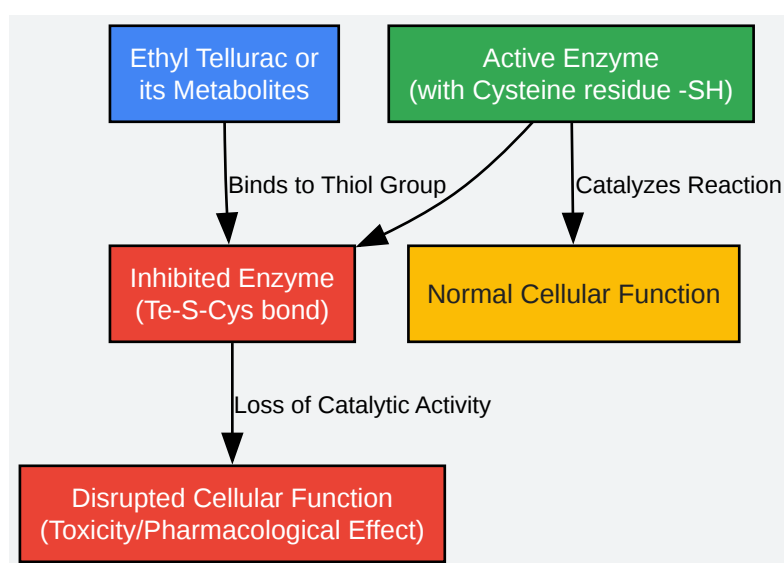 Ethyl Tellurac or
its Metabolites
Active Enzyme
(with Cysteine residue -SH)
Binds to Thiol Group
Catalyzes Reaction
Inhibited Enzyme
(Te-S-Cys bond)
Normal Cellular Function
Loss of Catalytic Activity
Disrupted Cellular Function
(Toxicity/Pharmacological Effect)